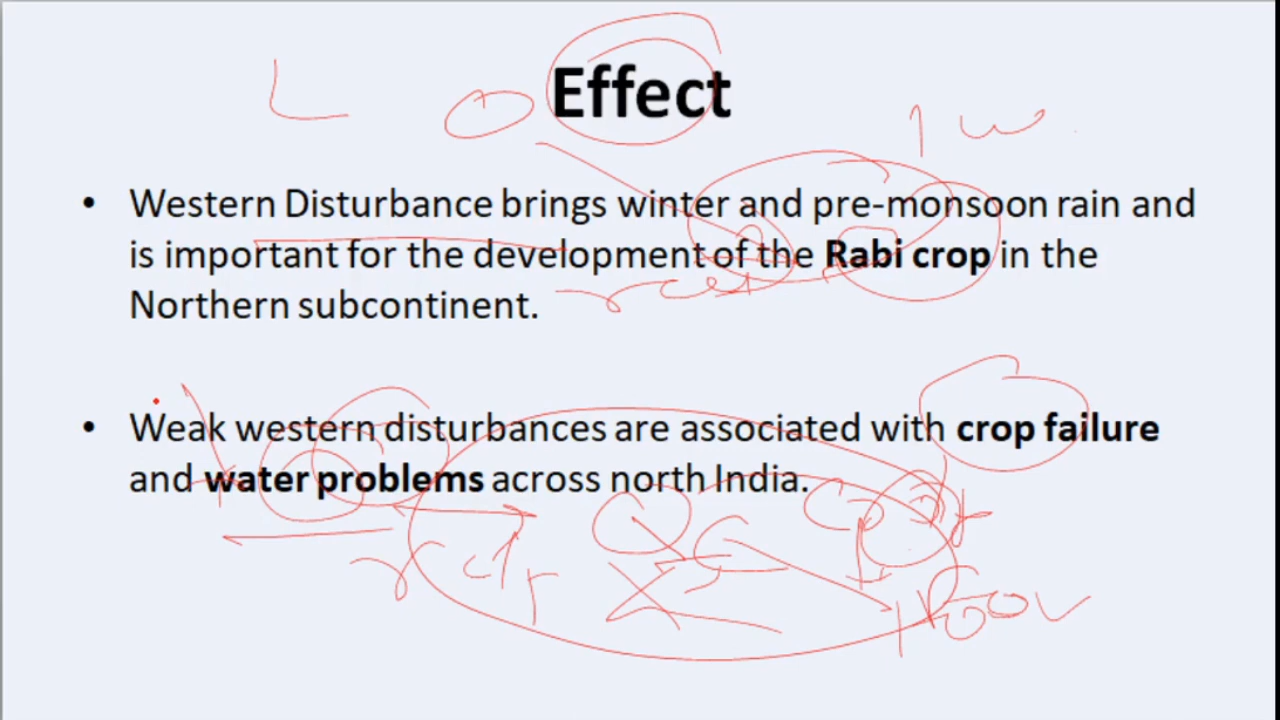 Effect
• Western Disturbance brings winter and pre-monsoon rain and
is important for the development of the Rabi crop in the
Northern subcontinent.
• Weak western disturbances are associated with crop failure
and water problems across north India.
Poor